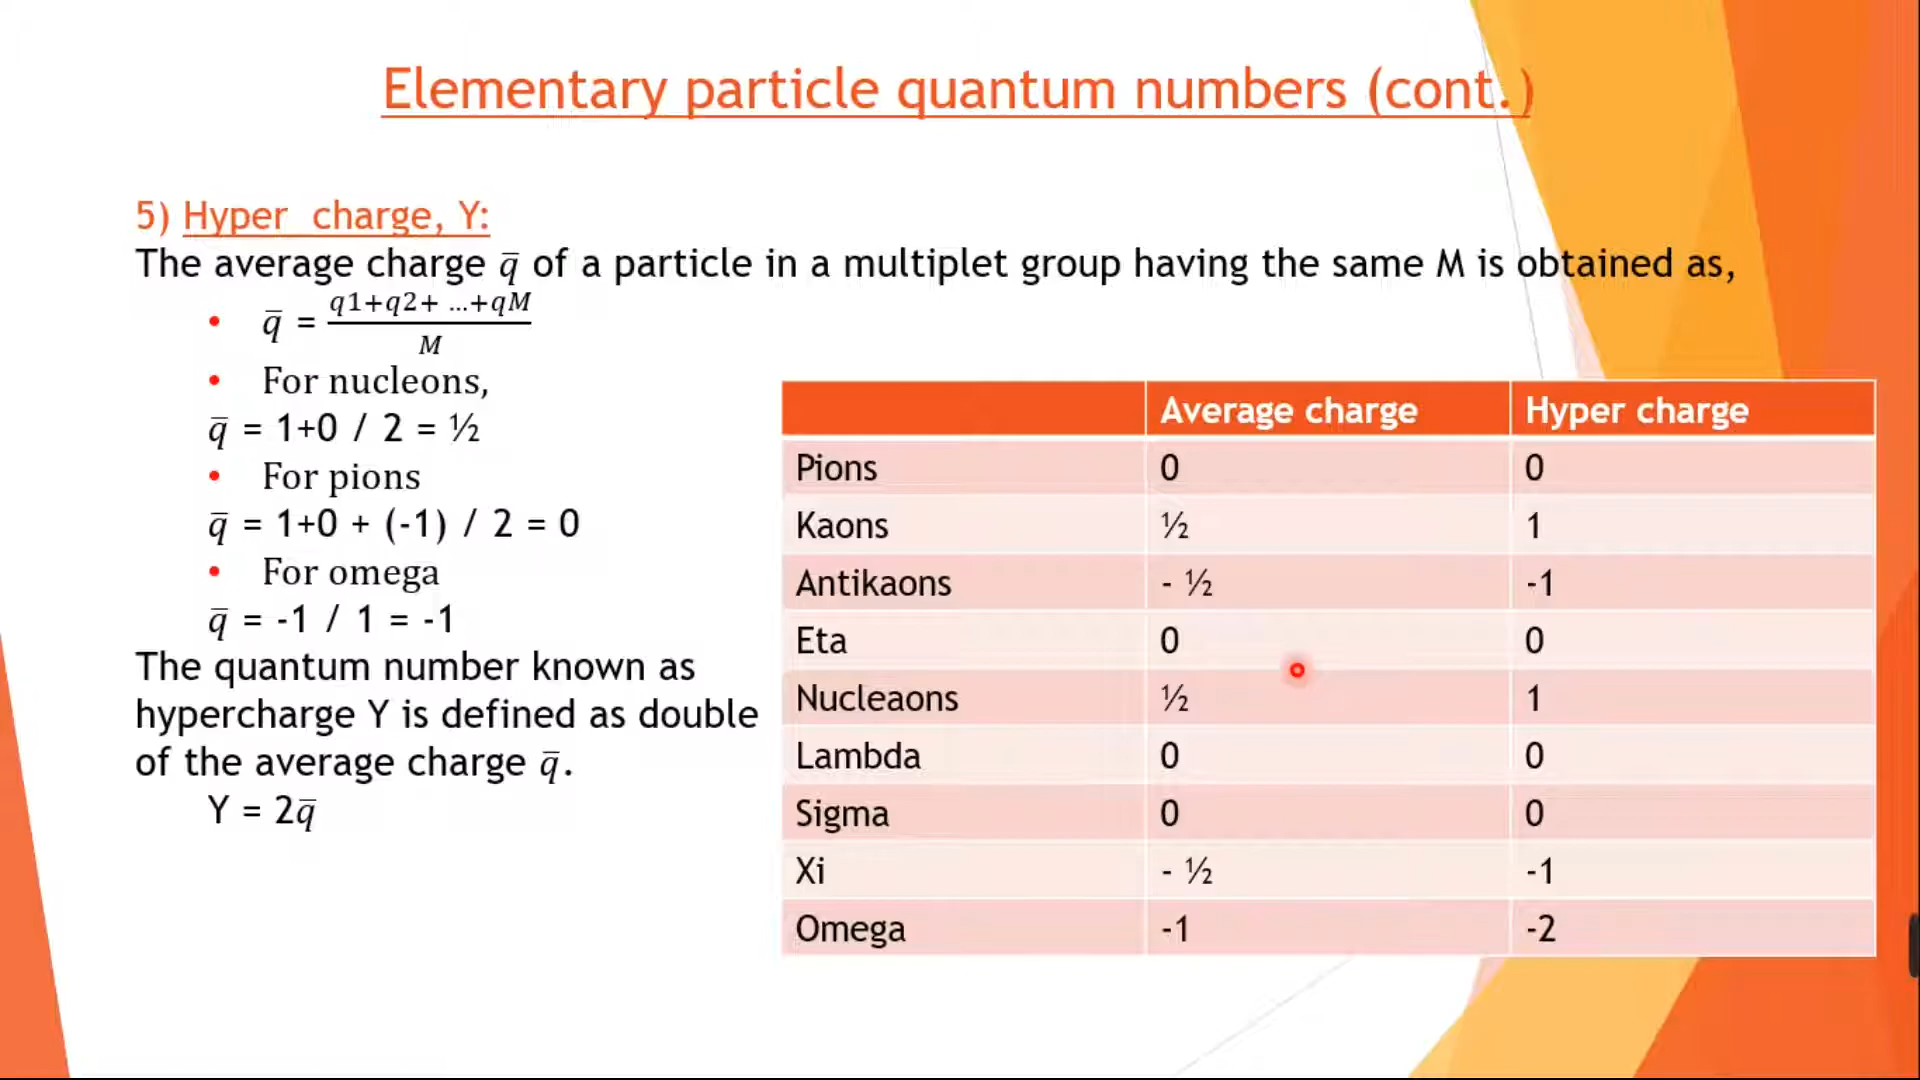 Elementary particle quantum numbers (cont.)
5) Hyper charge, Y:
The average charge q̅ of a particle in a multiplet group having the same M is obtained as,
• q̅ = q1+q2+ …+qM / M
• For nucleons,
q̅ = 1+0 / 2 = ½
• For pions
q̅ = 1+0 + (-1) / 2 = 0
• For omega
q̅ = -1 / 1 = -1
The quantum number known as
hypercharge Y is defined as double
of the average charge q̅.
Y = 2q̅
Average charge Hyper charge
Pions 0 0
Kaons ½ 1
Antikaons - ½ -1
Eta 0 0
Nucleaons ½ 1
Lambda 0 0
Sigma 0 0
Xi - ½ -1
Omega -1 -2